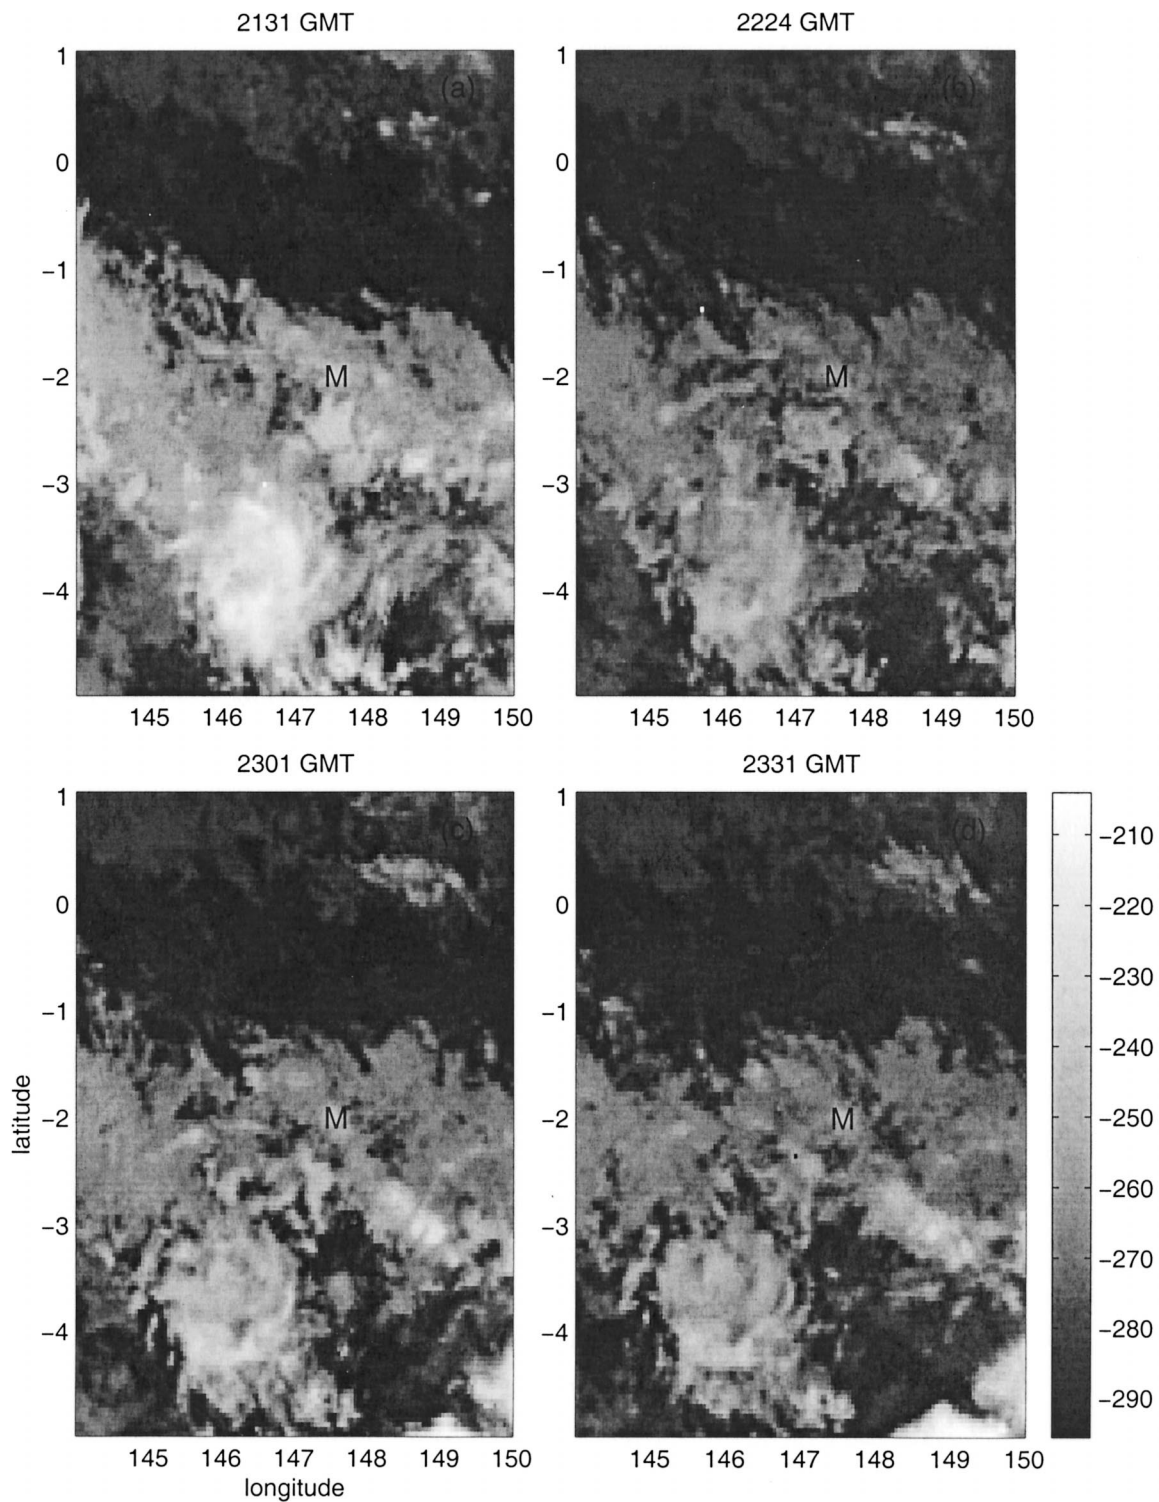 2131 GMT
2224 GMT
1
0
−1
−2
−3
−4
(a)
M
145 146 147 148 149 150
1
0
−1
−2
−3
−4
(b)
M
145 146 147 148 149 150
2301 GMT
2331 GMT
latitude
1
0
−1
−2
−3
−4
(c)
M
145 146 147 148 149 150
longitude
1
0
−1
−2
−3
−4
(d)
M
145 146 147 148 149 150
−210
−220
−230
−240
−250
−260
−270
−280
−290